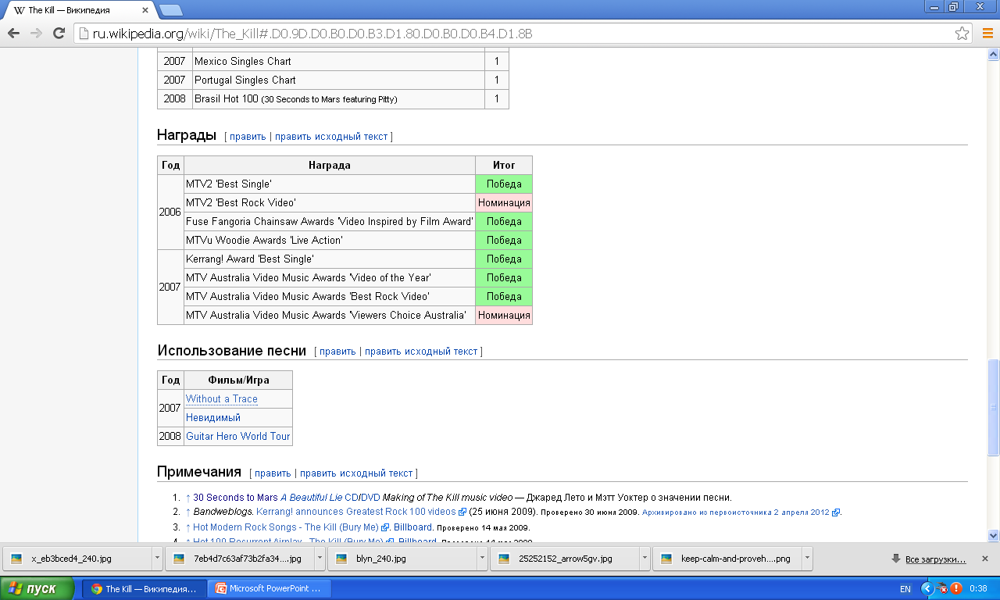 The Kill — Википедия
ru.wikipedia.org/wiki/The_Kill#.D0.9D.D0.B0.D0.B3.D1.80.D0.B0.D0.B4.D1.8B
2007 Mexico Singles Chart 1
2007 Portugal Singles Chart 1
2008 Brasil Hot 100 (30 Seconds to Mars featuring Pitty) 1
Награды [ править | править исходный текст ]
Год Награда Итог
2006 MTV2 'Best Single' Победа
MTV2 'Best Rock Video' Номинация
Fuse Fangoria Chainsaw Awards 'Video Inspired by Film Award' Победа
MTVu Woodie Awards 'Live Action' Победа
2007 Kerrang! Award 'Best Single' Победа
MTV Australia Video Music Awards 'Video of the Year' Победа
MTV Australia Video Music Awards 'Best Rock Video' Победа
MTV Australia Video Music Awards 'Viewers Choice Australia' Номинация
Использование песни [ править | править исходный текст ]
Год Фильм/Игра
2007 Without a Trace
Невидимый
2008 Guitar Hero World Tour
Примечания [ править | править исходный текст ]
1. ↑ 30 Seconds to Mars A Beautiful Lie CD/DVD Making of The Kill music video — Джаред Лето и Мэтт Уоктер о значении песни.
2. ↑ Bandweblogs. Kerrang! announces Greatest Rock 100 videos (25 июня 2009). Проверено 30 июня 2009. Архивировано из первоисточника 2 апреля 2012.
3. ↑ Hot Modern Rock Songs - The Kill (Bury Me). Billboard. Проверено 14 мая 2009.
4. ↑ Hot 100 Recurrent Airplay - The Kill (Bury Me). Billboard. Проверено 14 мая 2009.
x_eb3bced4_240.jpg 7eb4d7c63af73b2fa34....jpg blyn_240.jpg 25252152_arrow5gv.jpg keep-calm-and-proveh....png Все загрузки...
пуск The Kill — Википедия... Microsoft PowerPoint ... EN 0:38